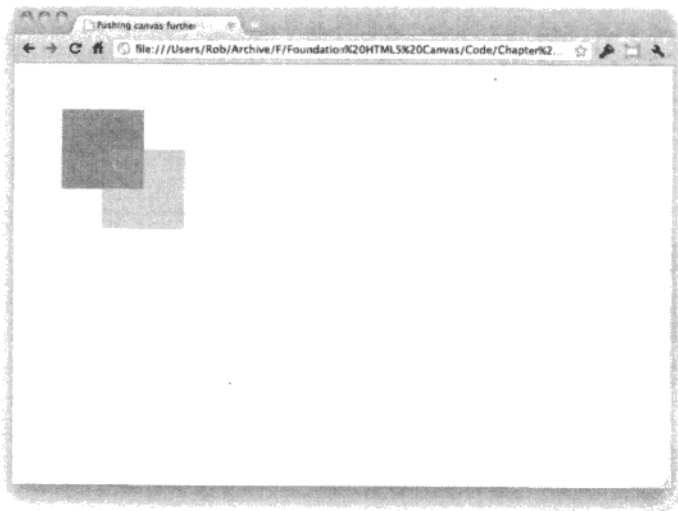 Pushing canvas further
file:///Users/Rob/Archive/F/Foundation%20HTML5%20Canvas/Code/Chapter%2...